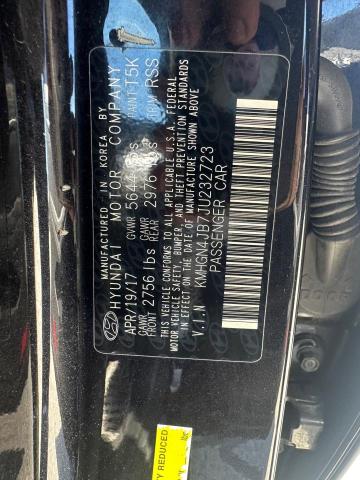 MANUFACTURED IN KOREA BY
HYUNDAI MOTOR COMPANY
APR/19/17 GVWR 5644 lbs PAINT T5K
GAWR FRONT 2756 lbs GAWR REAR 2976 lbs TRIM RSS
THIS VEHICLE CONFORMS TO ALL APPLICABLE U.S.A. FEDERAL
MOTOR VEHICLE SAFETY, BUMPER, AND THEFT PREVENTION STANDARDS
IN EFFECT ON THE DATE OF MANUFACTURE SHOWN ABOVE
V.I.N KMHGN4JB7JU232723
PASSENGER CAR
Y REDUCED